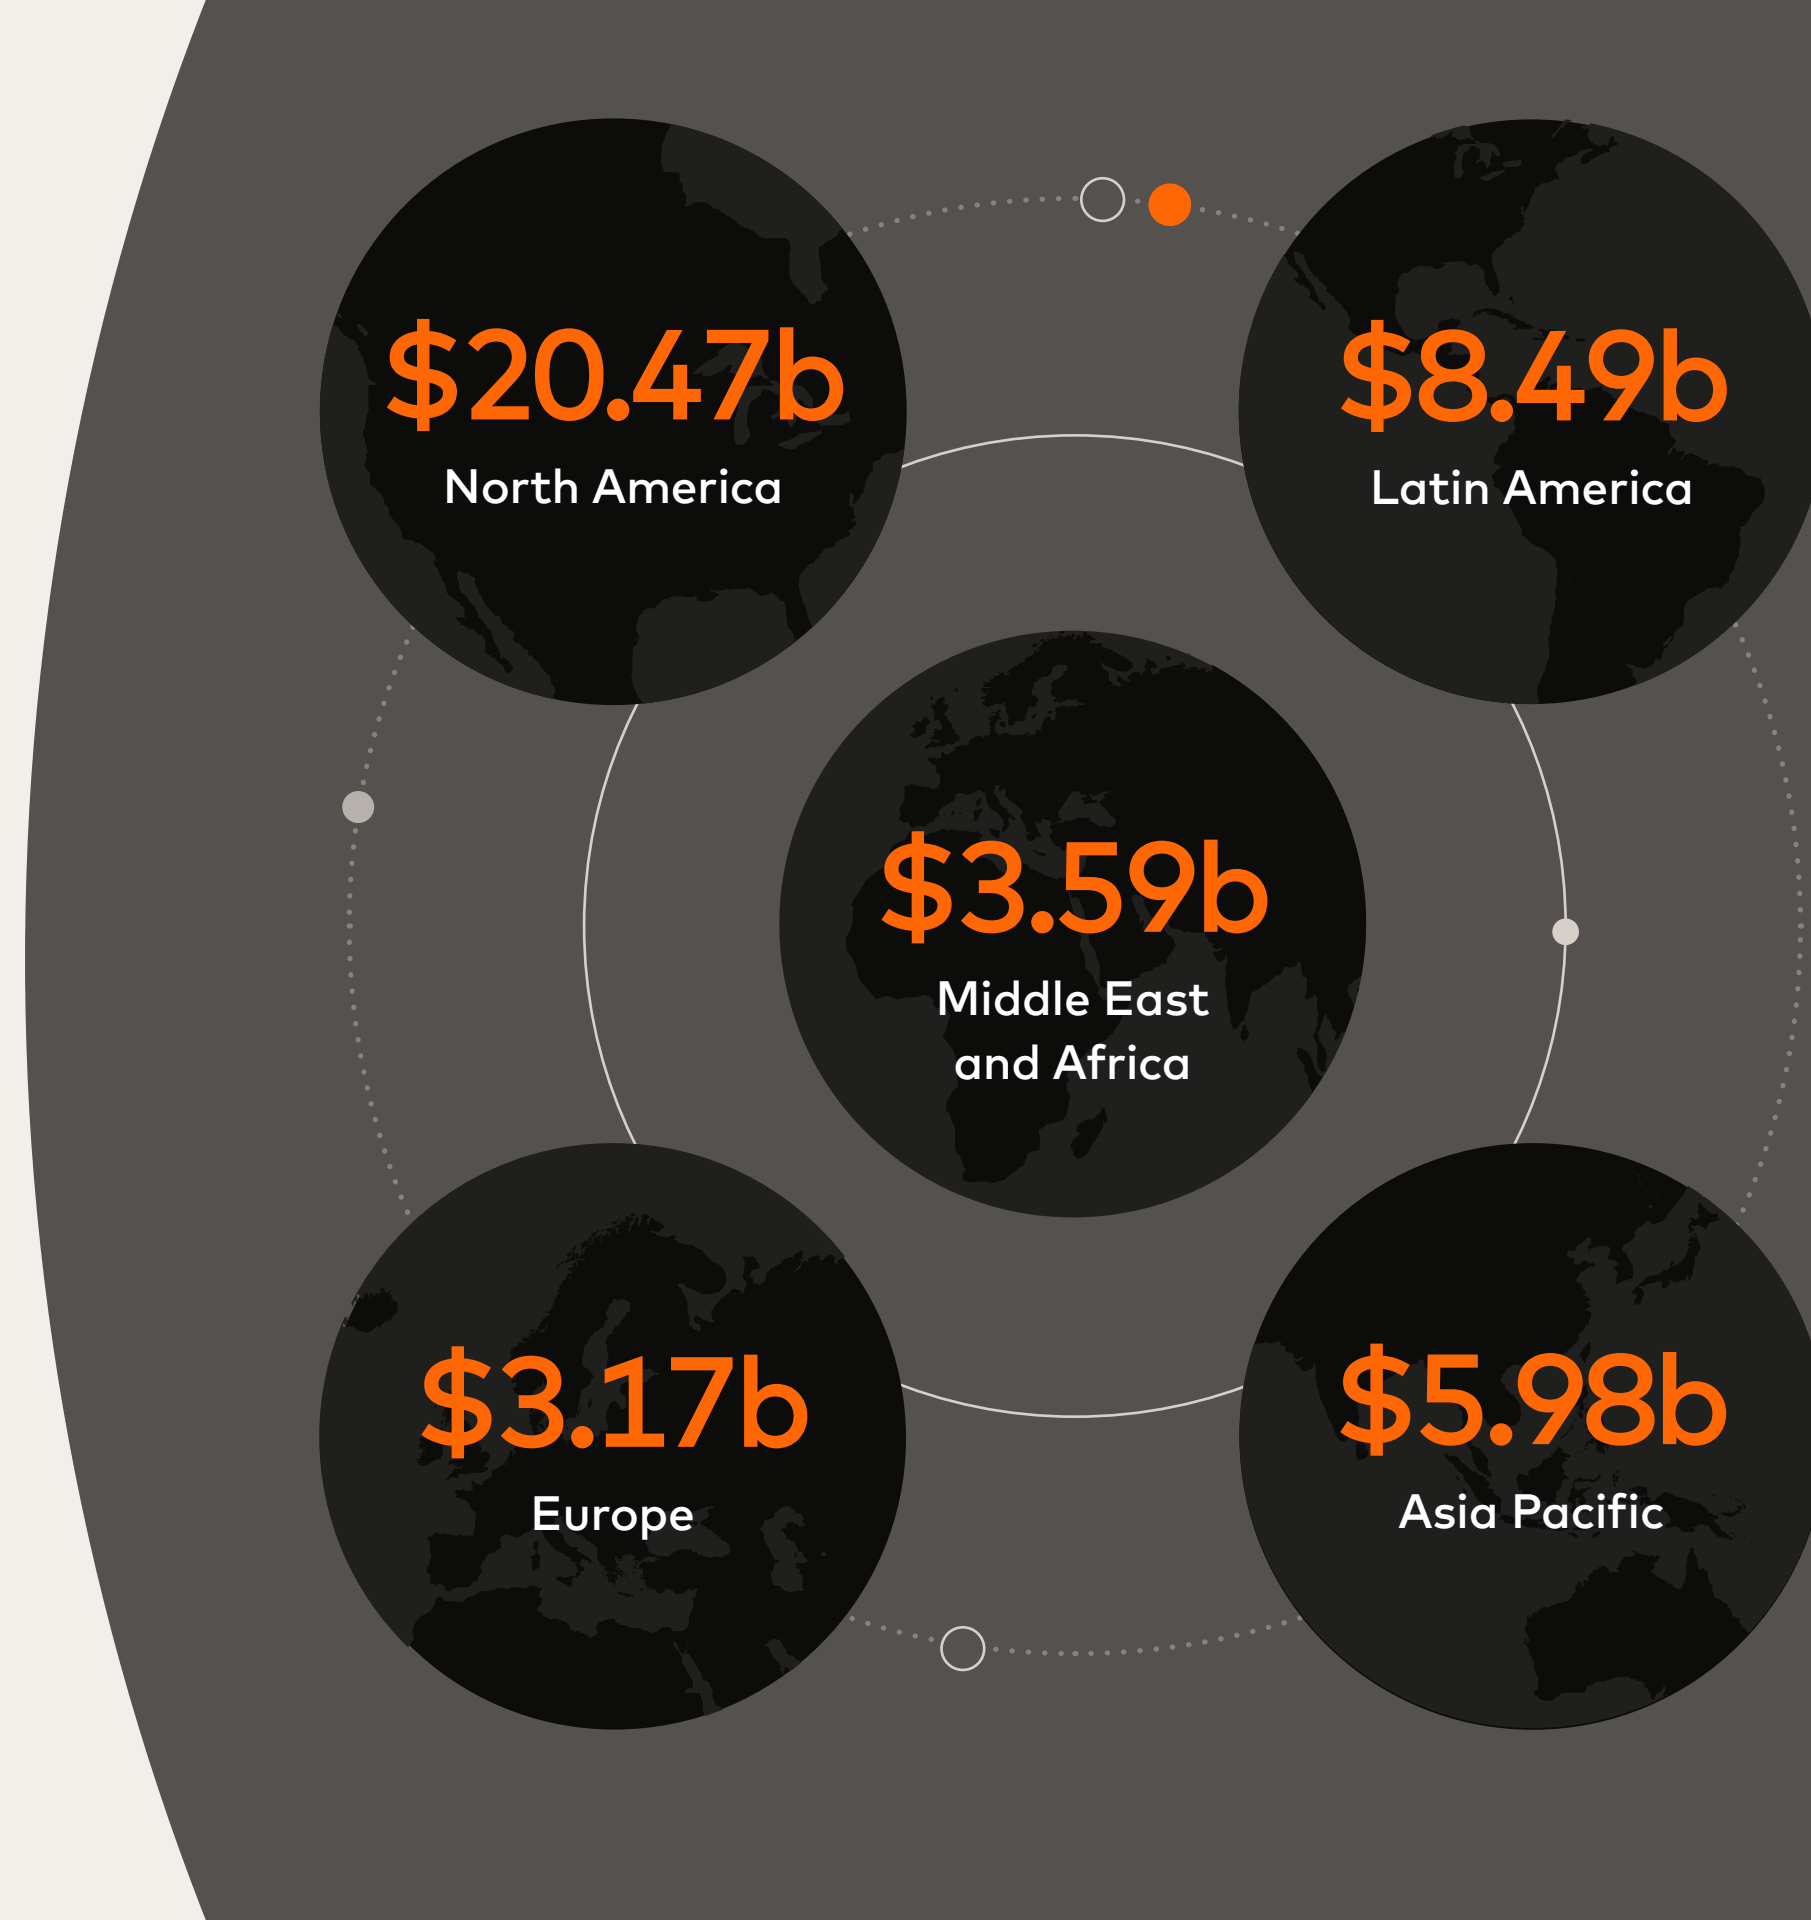 $20.47b
North America
$8.49b
Latin America
$3.59b
Middle East
and Africa
$3.17b
Europe
$5.98b
Asia Pacific